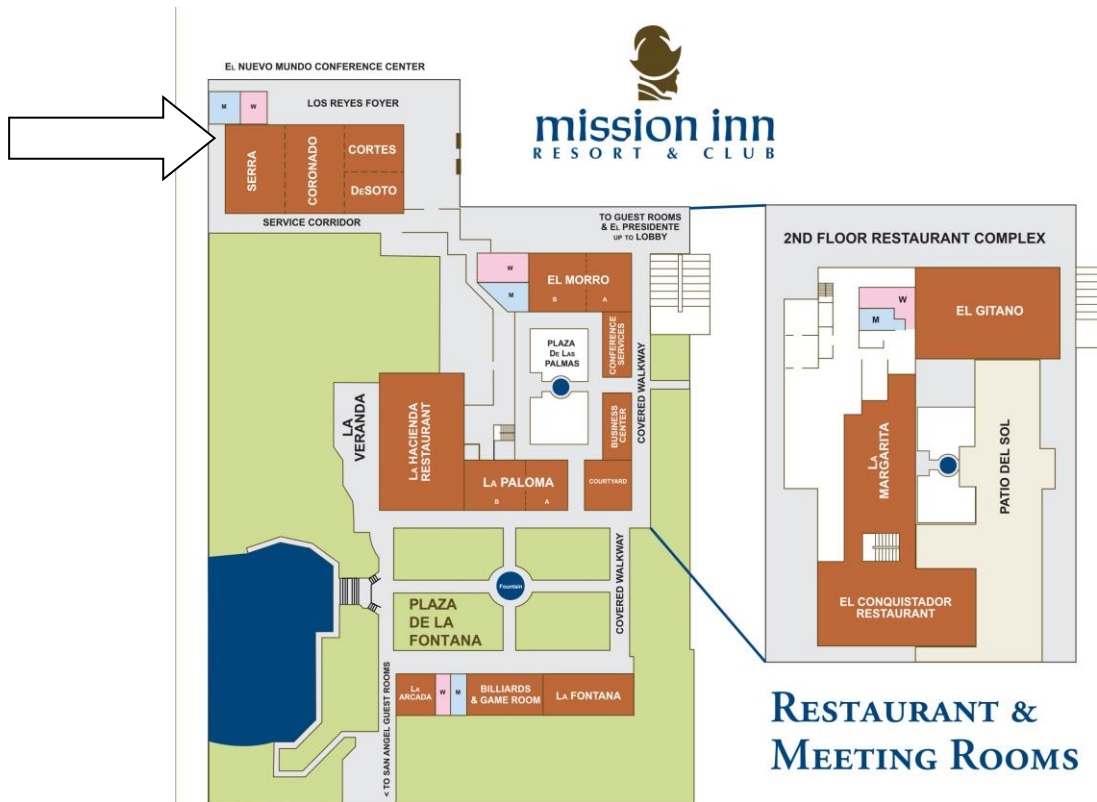 EL NUEVO MUNDO CONFERENCE CENTER
M
W
LOS REYES FOYER
SERRA
CORONADO
CORTES
DESOTO
SERVICE CORRIDOR
mission inn
RESORT & CLUB
TO GUEST ROOMS
& EL PRESIDENTE
UP TO LOBBY
W
M
EL MORRO
B
A
PLAZA
DE LAS
PALMAS
CONFERENCE
SERVICES
COVERED WALKWAY
BUSINESS
CENTER
LA
VERANDA
LA HACIENDA
RESTAURANT
LA PALOMA
B
A
COURTYARD
Fountain
PLAZA
DE LA
FONTANA
COVERED WALKWAY
< TO SAN ANGEL GUEST ROOMS
LA
ARCADA
W
M
BILLIARDS
& GAME ROOM
LA FONTANA
2ND FLOOR RESTAURANT COMPLEX
W
M
EL GITANO
LA
MARGARITA
PATIO DEL SOL
EL CONQUISTADOR
RESTAURANT
RESTAURANT &
MEETING ROOMS